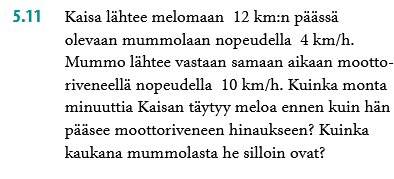 5.11 Kaisa lähtee melomaan 12 km:n päässä
olevaan mummolaan nopeudella 4 km/h.
Mummo lähtee vastaan samaan aikaan mootto-
riveneellä nopeudella 10 km/h. Kuinka monta
minuuttia Kaisan täytyy meloa ennen kuin hän
pääsee moottoriveneen hinaukseen? Kuinka
kaukana mummolasta he silloin ovat?